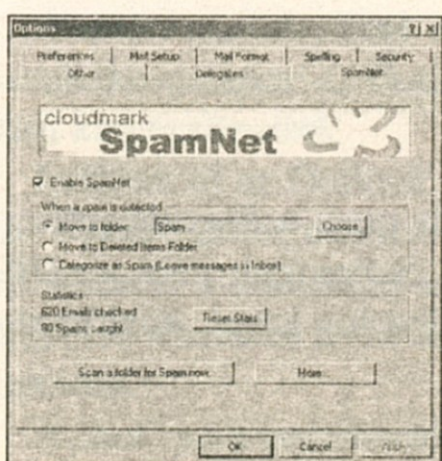 Options
Preferences Mail Setup Mail Format Spelling Security
Other Delegates SpamNet
cloudmark
SpamNet
Enable SpamNet
When a spam is detected
Move to folder: Spam Choose
Move to Deleted Items Folder
Categorize as Spam (Leave messages in Inbox)
Statistics
620 Emails checked
80 Spams caught
Reset Stats
Scan a folder for Spam now... More...
OK Cancel Apply